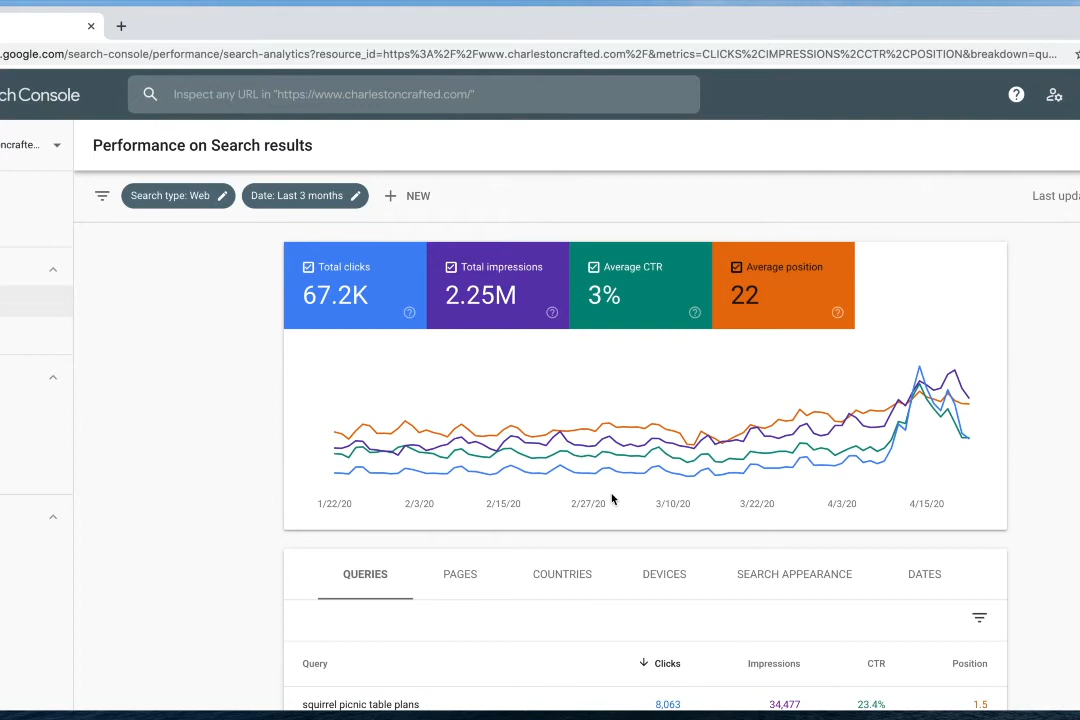 .google.com/search-console/performance/search-analytics?resource_id=https%3A%2F%2Fwww.charlestoncrafted.com%2F&metrics=CLICKS%2CIMPRESSIONS%2CCTR%2CPOSITION&breakdown=qu...
ch Console
Inspect any URL in "https://www.charlestoncrafted.com/"
ncrafte...
Performance on Search results
Search type: Web
Date: Last 3 months
+ NEW
Last upda
Total clicks
67.2K
Total impressions
2.25M
Average CTR
3%
Average position
22
1/22/20 2/3/20 2/15/20 2/27/20 3/10/20 3/22/20 4/3/20 4/15/20
QUERIES PAGES COUNTRIES DEVICES SEARCH APPEARANCE DATES
Query Clicks Impressions CTR Position
squirrel picnic table plans 8,063 34,477 23.4% 1.5